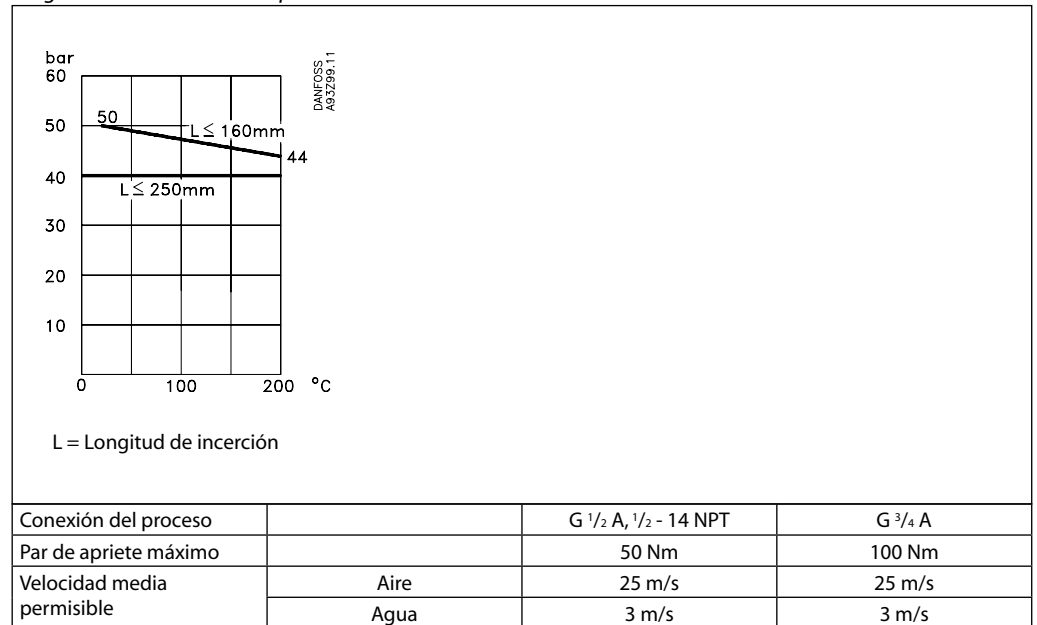 bar
60
50
40
30
20
10
50
L ≤ 160mm
44
L ≤ 250mm
0 100 200 °C
DANFOSS
A93Z99.11
L = Longitud de incerción
Conexión del proceso G 1/2 A, 1/2 - 14 NPT G 3/4 A
Par de apriete máximo 50 Nm 100 Nm
Velocidad media permisible Aire 25 m/s 25 m/s
Agua 3 m/s 3 m/s